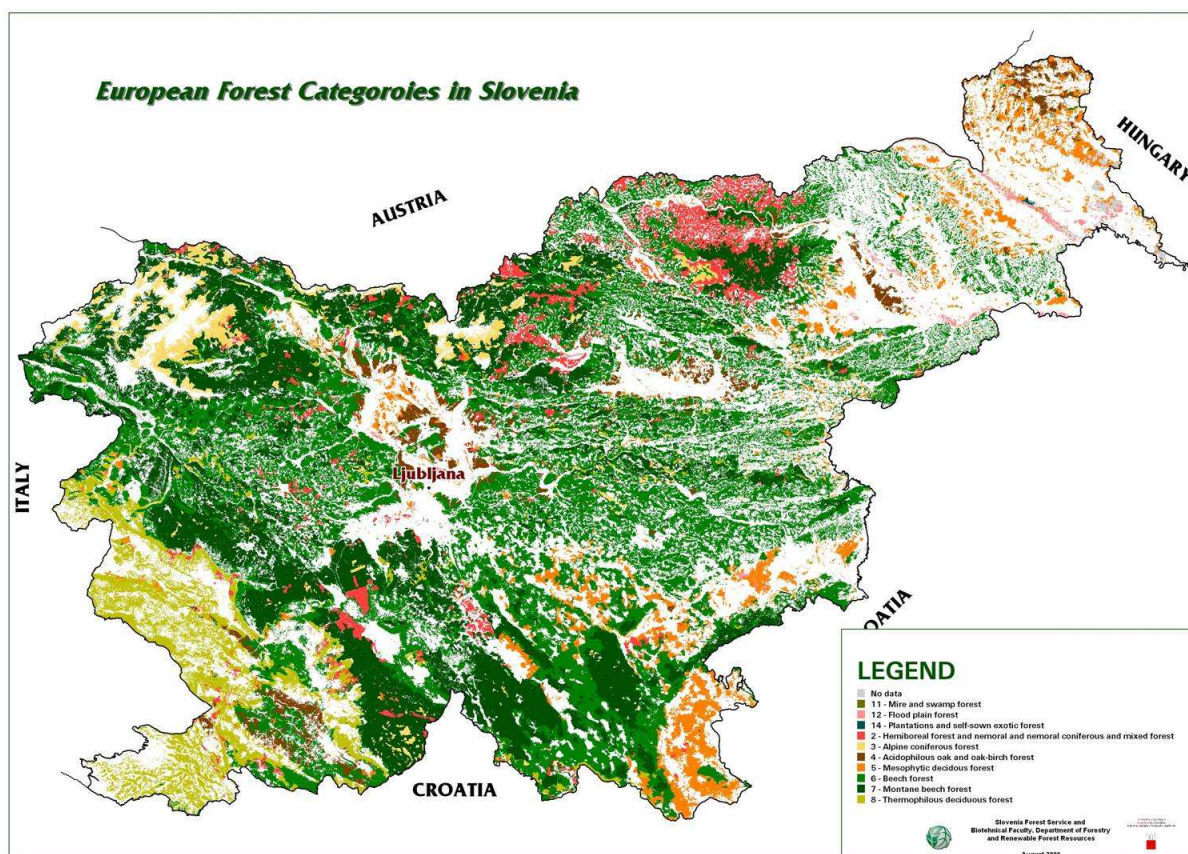 European Forest Categoroies in Slovenia
HUNGARY
AUSTRIA
ITALY
Ljubljana
OATIA
CROATIA
LEGEND
No data
11 - Mire and swamp forest
12 - Flood plain forest
14 - Plantations and self-sown exotic forest
2 - Hemiboreal forest and nemoral and nemoral coniferous and mixed forest
3 - Alpine coniferous forest
4 - Acidophilous oak and oak-birch forest
5 - Mesophytic decidous forest
6 - Beech forest
7 - Montane beech forest
8 - Thermophilous deciduous forest
Slovenia Forest Service and
Biotehnical Faculty, Department of Forestry
and Renewable Forest Resources